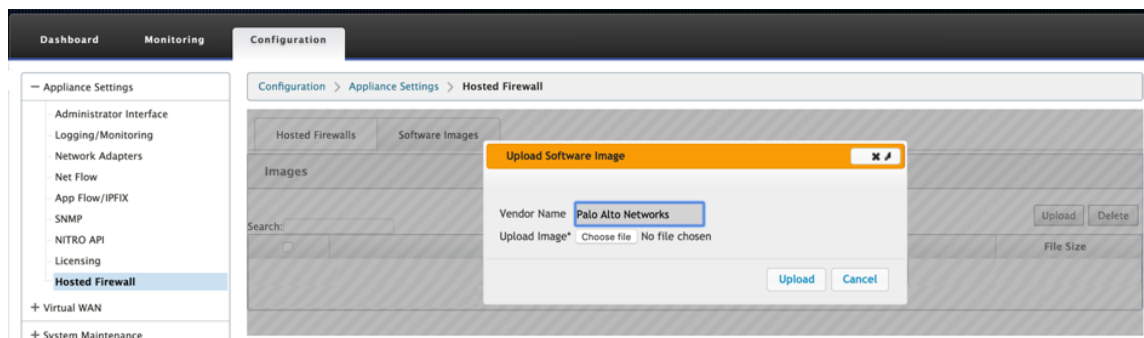 Dashboard Monitoring Configuration
− Appliance Settings
Configuration > Appliance Settings > Hosted Firewall
Administrator Interface
Logging/Monitoring
Network Adapters
Net Flow
App Flow/IPFIX
SNMP
NITRO API
Licensing
Hosted Firewall
+ Virtual WAN
+ System Maintenance
Hosted Firewalls Software Images
Images
Search:
Upload Delete
File Size
Upload Software Image
Vendor Name Palo Alto Networks
Upload Image* Choose file No file chosen
Upload Cancel